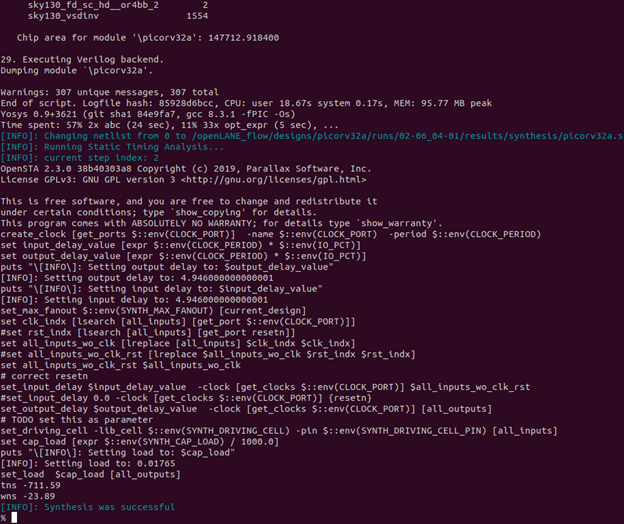 sky130_fd_sc_hd__or4bb_2 2
sky130_vsdinv 1554
Chip area for module '\picorv32a': 147712.918400
29. Executing Verilog backend.
Dumping module `\picorv32a'.
Warnings: 307 unique messages, 307 total
End of script. Logfile hash: 85928d6bcc, CPU: user 18.67s system 0.17s, MEM: 95.77 MB peak
Yosys 0.9+3621 (git sha1 84e9fa7, gcc 8.3.1 -fPIC -Os)
Time spent: 57% 2x abc (24 sec), 11% 33x opt_expr (5 sec), ...
[INFO]: Changing netlist from 0 to /openLANE_flow/designs/picorv32a/runs/02-06_04-01/results/synthesis/picorv32a.s
[INFO]: Running Static Timing Analysis...
[INFO]: current step index: 2
OpenSTA 2.3.0 38b40303a8 Copyright (c) 2019, Parallax Software, Inc.
License GPLv3: GNU GPL version 3 <http://gnu.org/licenses/gpl.html>
This is free software, and you are free to change and redistribute it
under certain conditions; type `show_copying' for details.
This program comes with ABSOLUTELY NO WARRANTY; for details type `show_warranty'.
create_clock [get_ports $::env(CLOCK_PORT)] -name $::env(CLOCK_PORT) -period $::env(CLOCK_PERIOD)
set input_delay_value [expr $::env(CLOCK_PERIOD) * $::env(IO_PCT)]
set output_delay_value [expr $::env(CLOCK_PERIOD) * $::env(IO_PCT)]
puts "\[INFO\]: Setting output delay to: $output_delay_value"
[INFO]: Setting output delay to: 4.946000000000001
puts "\[INFO\]: Setting input delay to: $input_delay_value"
[INFO]: Setting input delay to: 4.946000000000001
set_max_fanout $::env(SYNTH_MAX_FANOUT) [current_design]
set clk_indx [lsearch [all_inputs] [get_port $::env(CLOCK_PORT)]]
#set rst_indx [lsearch [all_inputs] [get_port resetn]]
set all_inputs_wo_clk [lreplace [all_inputs] $clk_indx $clk_indx]
#set all_inputs_wo_clk_rst [lreplace $all_inputs_wo_clk $rst_indx $rst_indx]
set all_inputs_wo_clk_rst $all_inputs_wo_clk
# correct resetn
set_input_delay $input_delay_value -clock [get_clocks $::env(CLOCK_PORT)] $all_inputs_wo_clk_rst
#set_input_delay 0.0 -clock [get_clocks $::env(CLOCK_PORT)] {resetn}
set_output_delay $output_delay_value -clock [get_clocks $::env(CLOCK_PORT)] [all_outputs]
# TODO set this as parameter
set_driving_cell -lib_cell $::env(SYNTH_DRIVING_CELL) -pin $::env(SYNTH_DRIVING_CELL_PIN) [all_inputs]
set cap_load [expr $::env(SYNTH_CAP_LOAD) / 1000.0]
puts "\[INFO\]: Setting load to: $cap_load"
[INFO]: Setting load to: 0.01765
set_load $cap_load [all_outputs]
tns -711.59
wns -23.89
[INFO]: Synthesis was successful
%